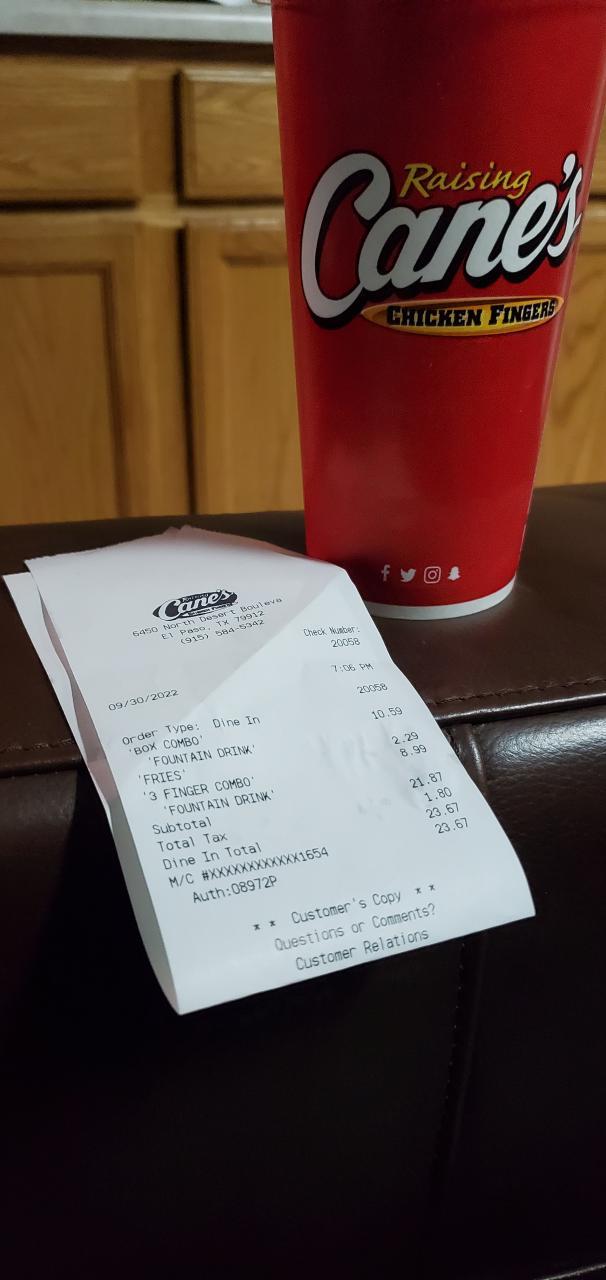 Raising
Cane's
CHICKEN FINGERS
Raising
Cane's
6450 North Desert Bouleva
El Paso, TX 79912
(915) 584-5342
Check Number:
20058
09/30/2022 7:06 PM
20058
Order Type: Dine In
'BOX COMBO' 10.59
'FOUNTAIN DRINK'
'FRIES' 2.29
'3 FINGER COMBO' 8.99
'FOUNTAIN DRINK'
Subtotal 21.87
Total Tax 1.80
Dine In Total 23.67
M/C #XXXXXXXXXXXX1654 23.67
Auth:08972P
* * Customer's Copy * *
Questions or Comments?
Customer Relations